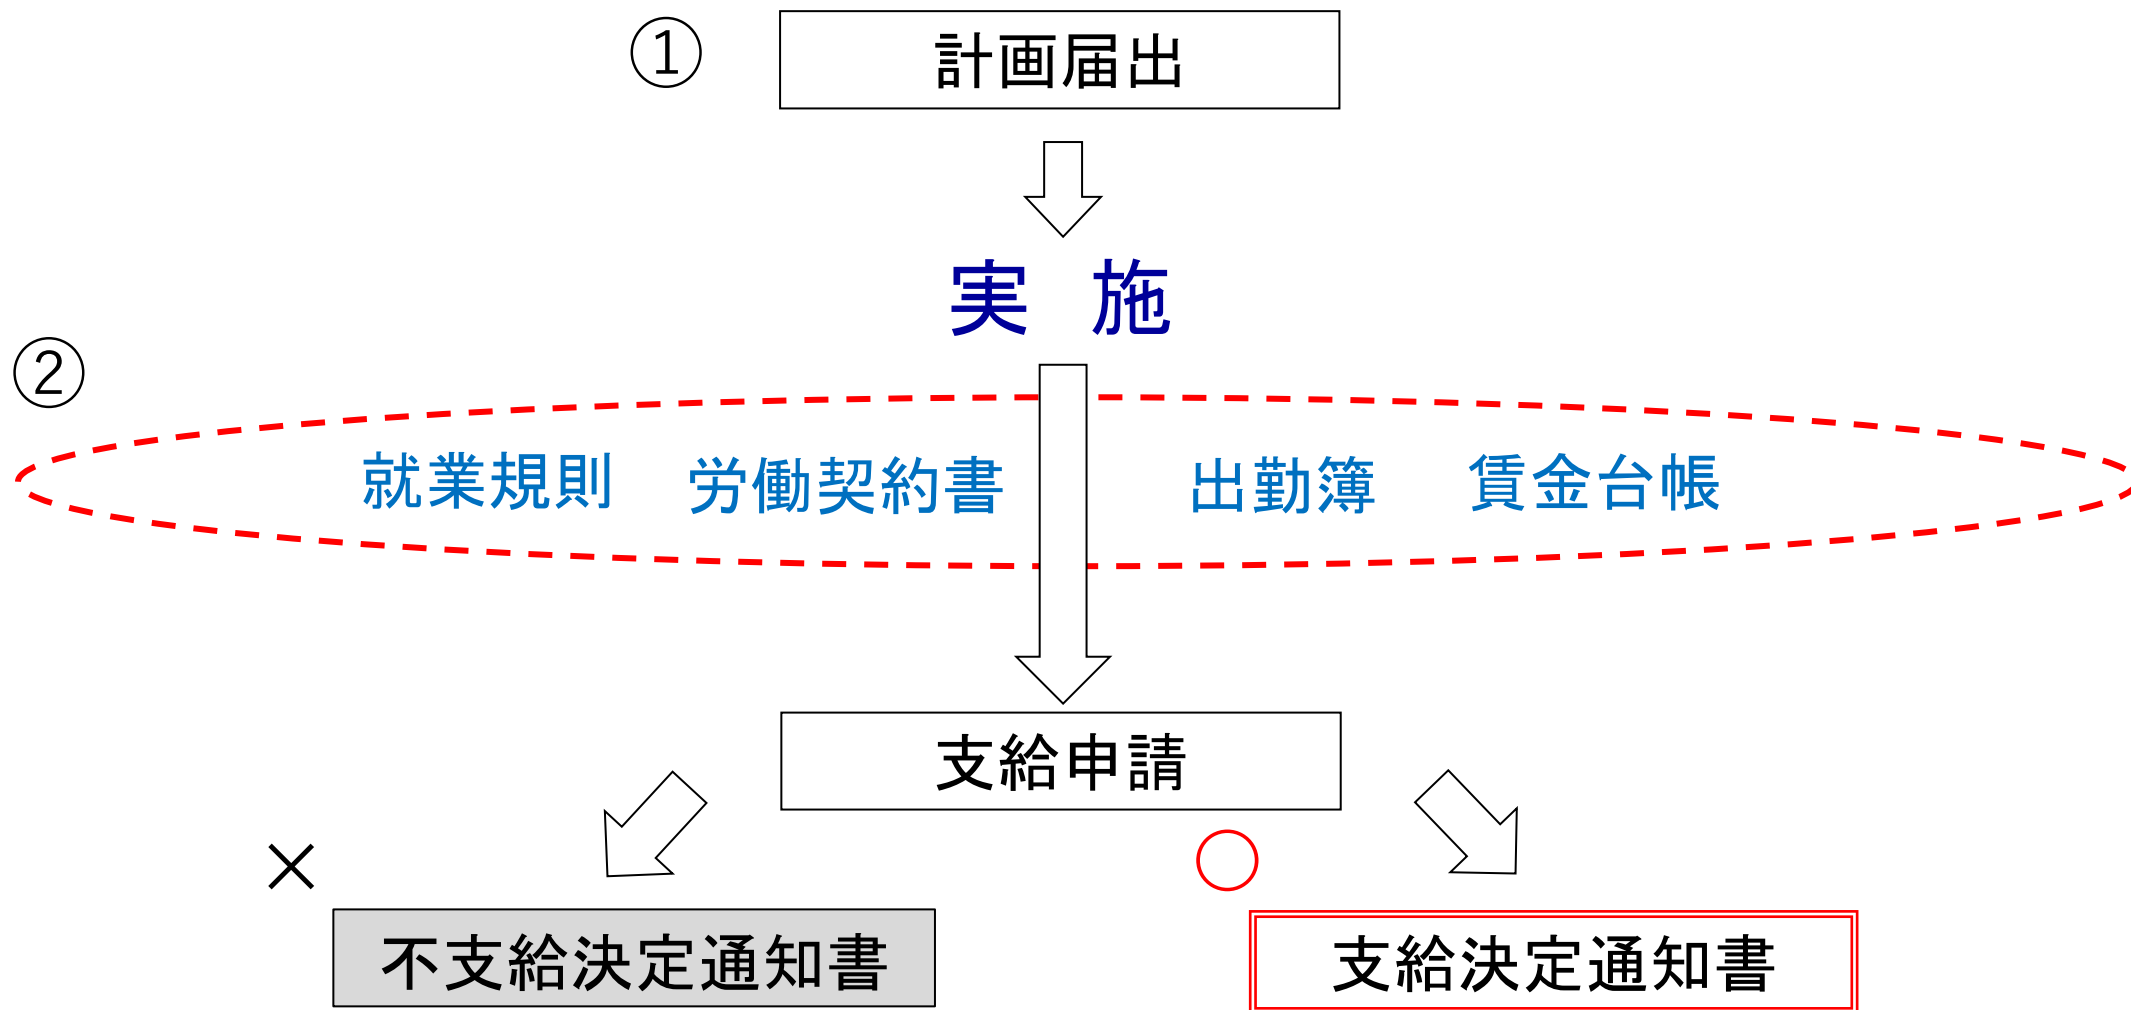 ① 計画届出
実 施
②
就業規則 労働契約書 出勤簿 賃金台帳
支給申請
× ○
不支給決定通知書 支給決定通知書